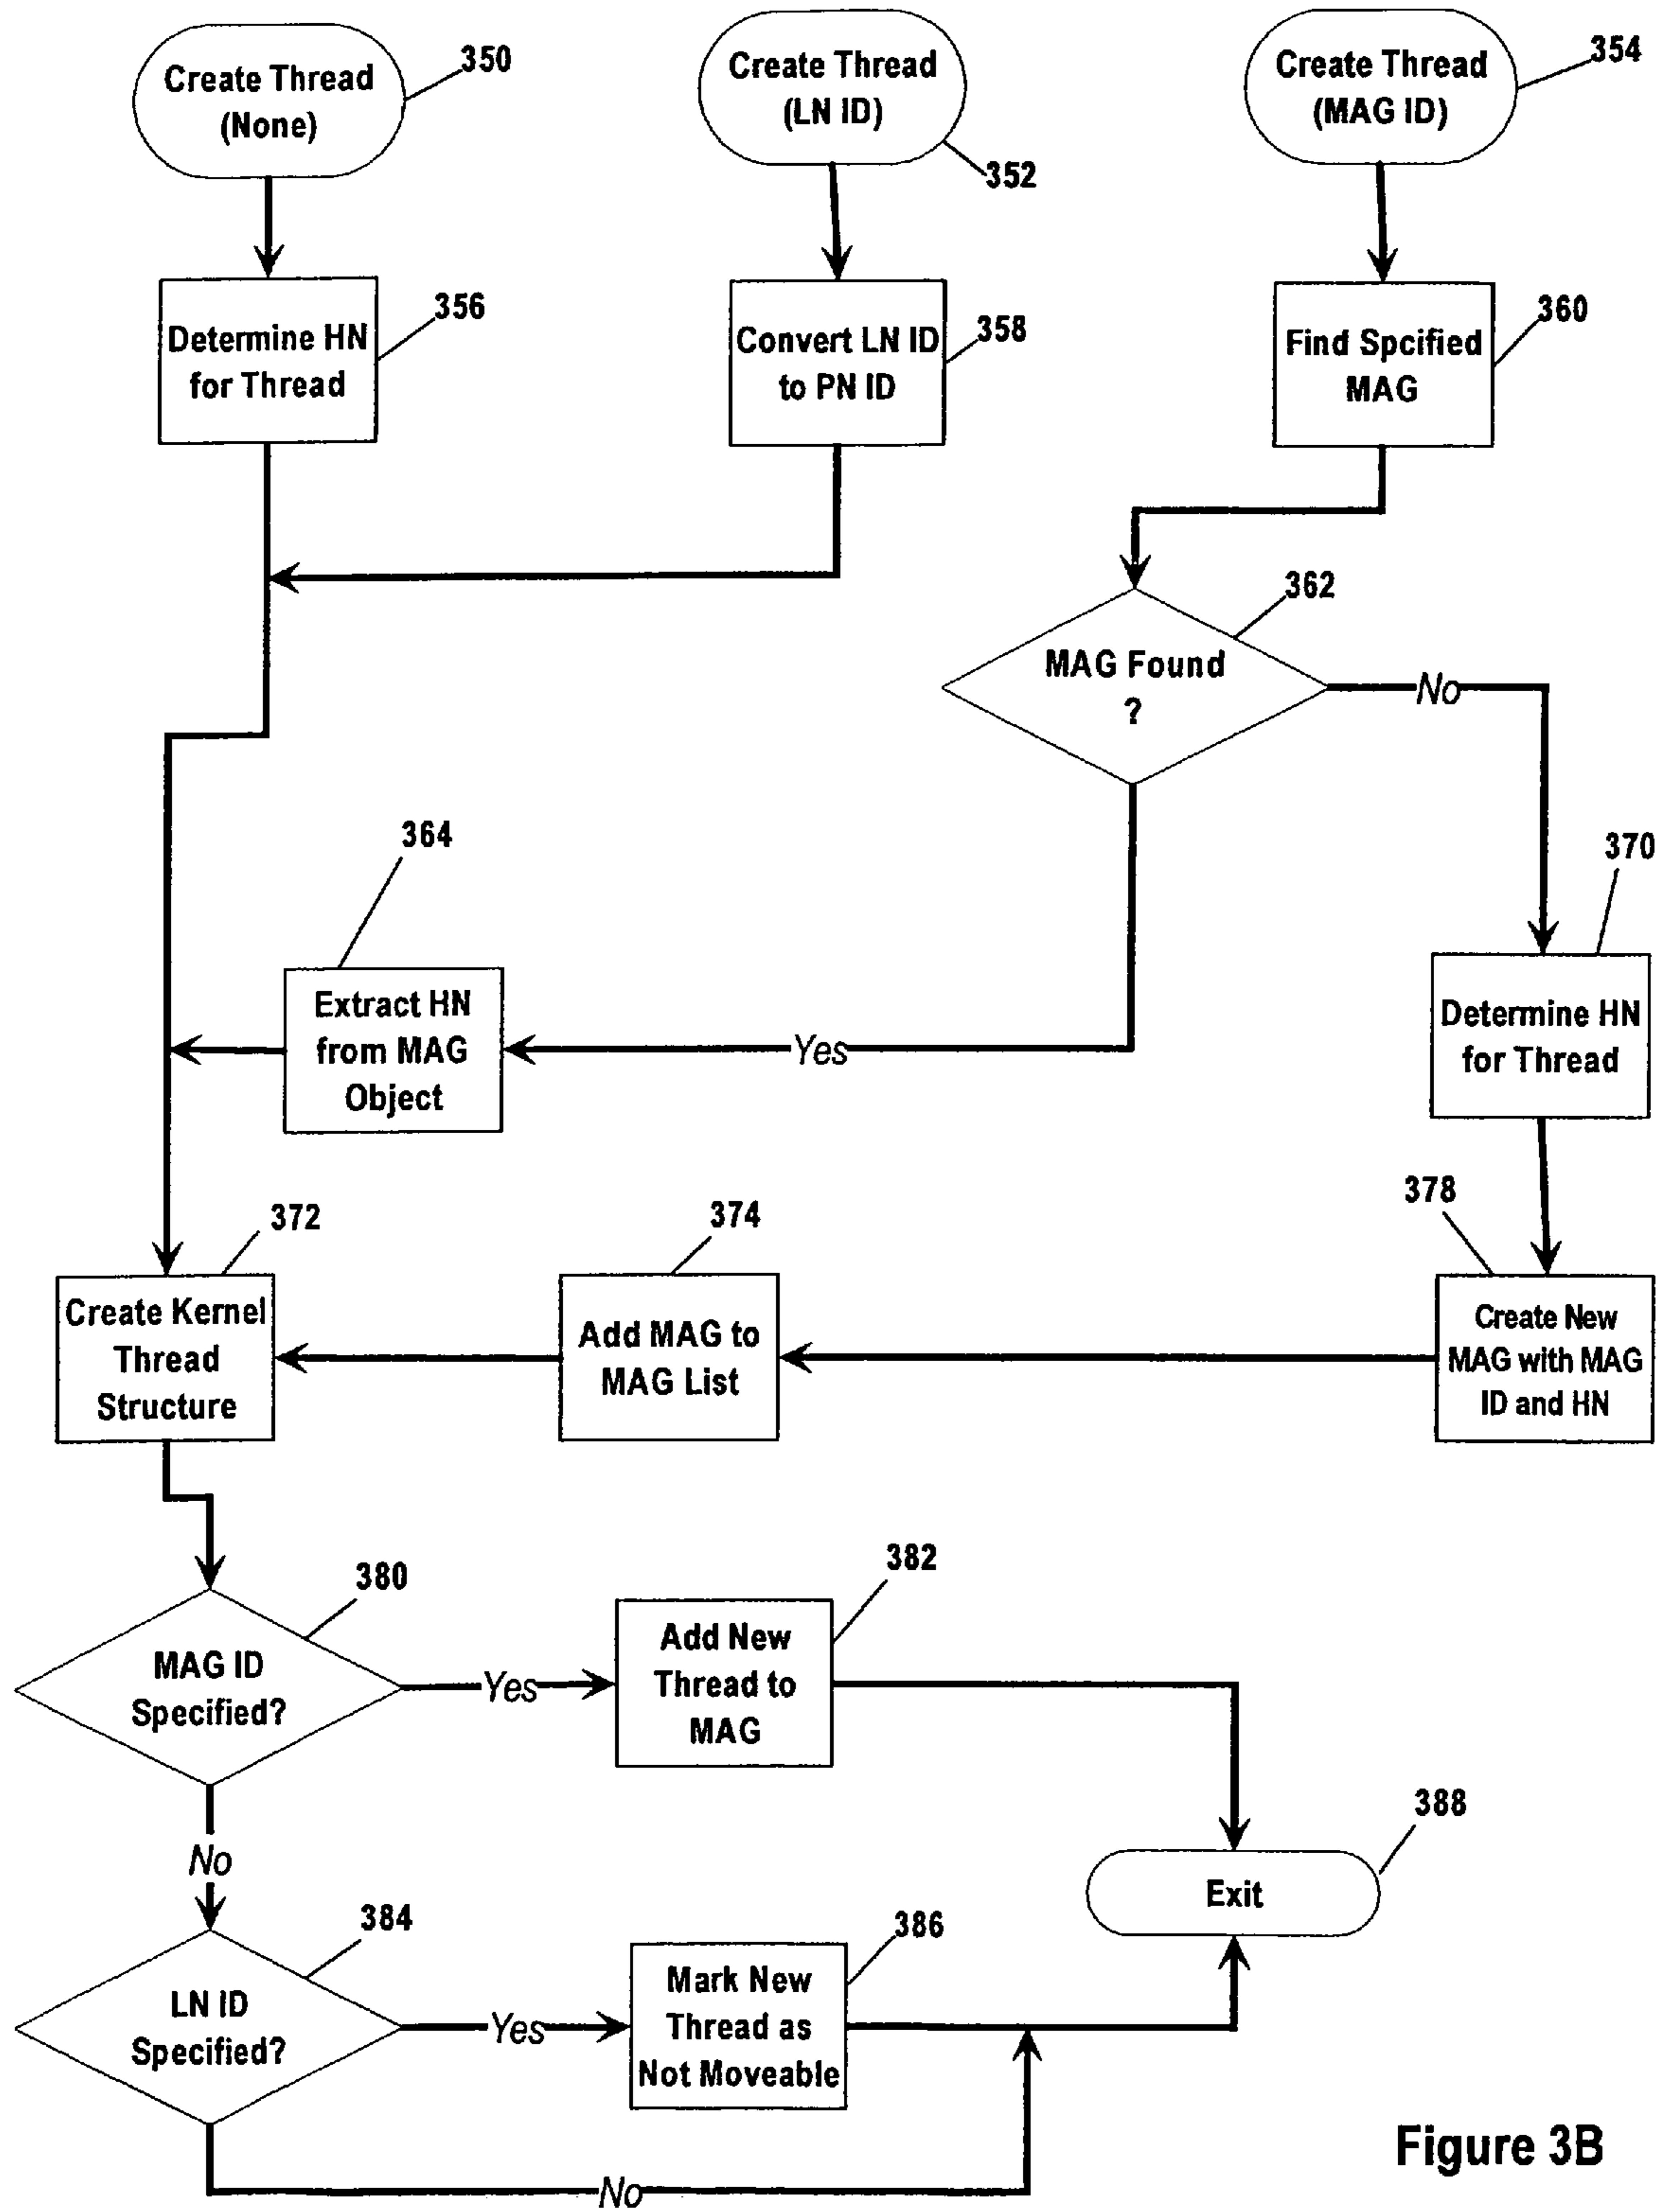 Create Thread
(None)
350
Create Thread
(LN ID)
352
Create Thread
(MAG ID)
354
Determine HN
for Thread
356
Convert LN ID
to PN ID
358
Find Spcified
MAG
360
MAG Found
?
362
No
Yes
364
Extract HN
from MAG
Object
370
Determine HN
for Thread
372
Create Kernel
Thread
Structure
374
Add MAG to
MAG List
378
Create New
MAG with MAG
ID and HN
380
MAG ID
Specified?
Yes
382
Add New
Thread to
MAG
No
388
Exit
384
LN ID
Specified?
Yes
386
Mark New
Thread as
Not Moveable
No
Figure 3B